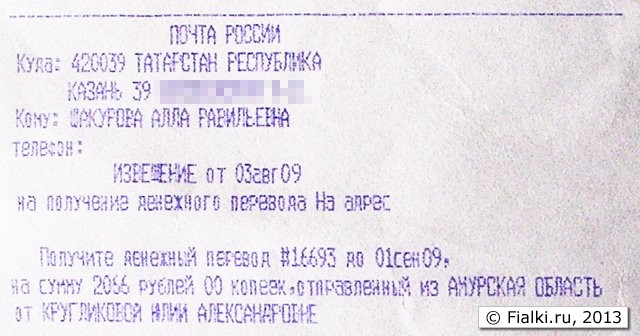 ПОЧТА РОССИИ
Куда: 420039 ТАТАРСТАН РЕСПУБЛИКА
КАЗАНЬ 39
Кому: ШАКУРОВА АЛЛА РАВИЛЬЕВНА
телефон:
ИЗВЕЩЕНИЕ от 03авг09
на получение денежного перевода На адрес
Получите денежный перевод #16693 до 01сен09.
на сумму 2066 рублей 00 копеек,отправленный из АМУРСКАЯ ОБЛАСТЬ
от КРУГЛИКОВОЙ ЮЛИИ АЛЕКСАНДРОВНЕ
© Fialki.ru, 2013